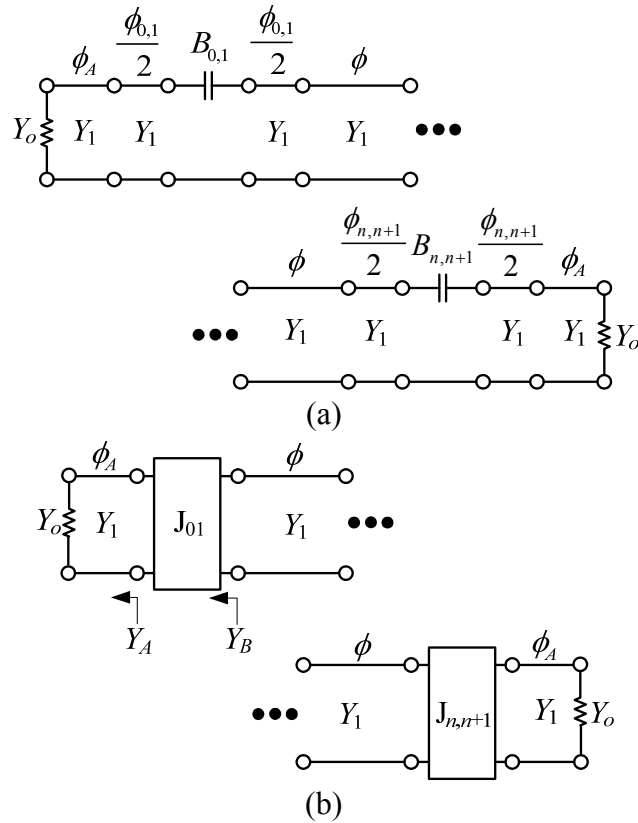 ϕ_A ϕ_{0,1}/2 B_{0,1} ϕ_{0,1}/2 ϕ
Y_o Y_1 Y_1 Y_1 Y_1 •••
ϕ ϕ_{n,n+1}/2 B_{n,n+1} ϕ_{n,n+1}/2 ϕ_A
••• Y_1 Y_1 Y_1 Y_1 Y_o
(a)
ϕ_A ϕ
Y_o Y_1 J_{01} Y_1 •••
Y_A Y_B
ϕ ϕ_A
••• Y_1 J_{n,n+1} Y_1 Y_o
(b)